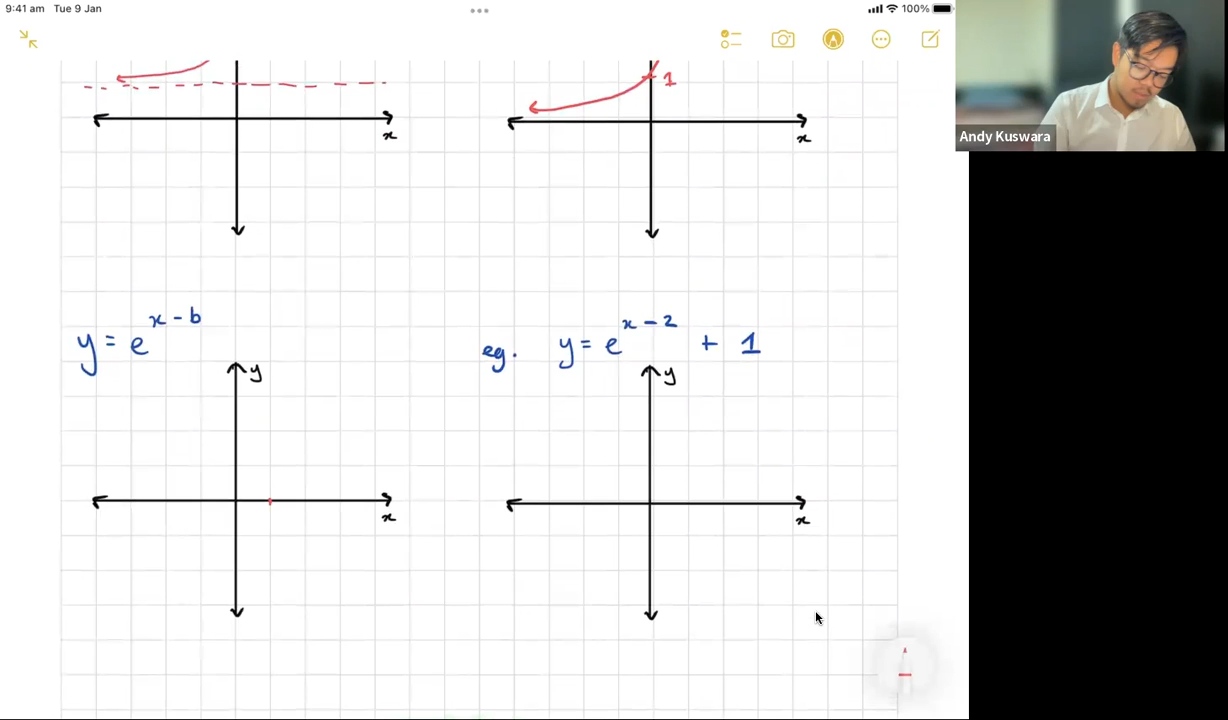 9:41 am Tue 9 Jan
100%
Andy Kuswara
1
x
x
y = e^{x - b}
eg. y = e^{x - 2} + 1
y
y
x
x